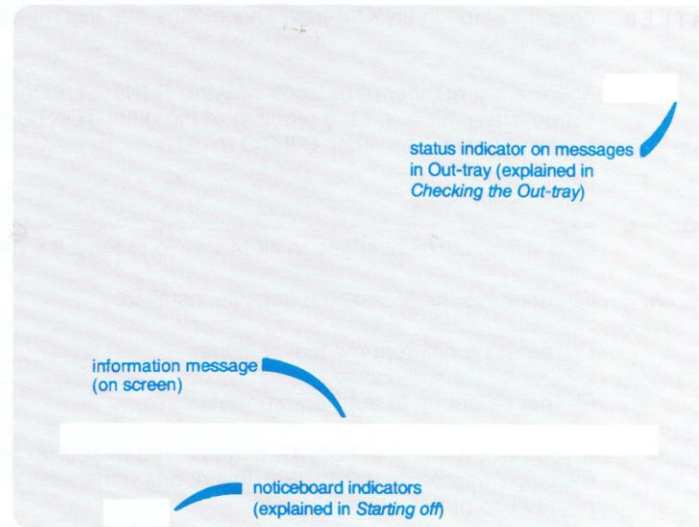 status indicator on messages
in Out-tray (explained in
Checking the Out-tray)
information message
(on screen)
noticeboard indicators
(explained in Starting off)